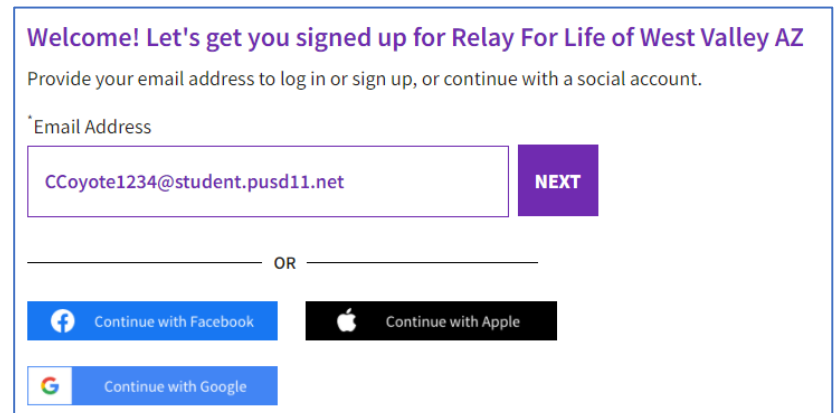 Welcome! Let's get you signed up for Relay For Life of West Valley AZ
Provide your email address to log in or sign up, or continue with a social account.
*Email Address
CCoyote1234@student.pusd11.net
NEXT
OR
Continue with Facebook
Continue with Apple
Continue with Google